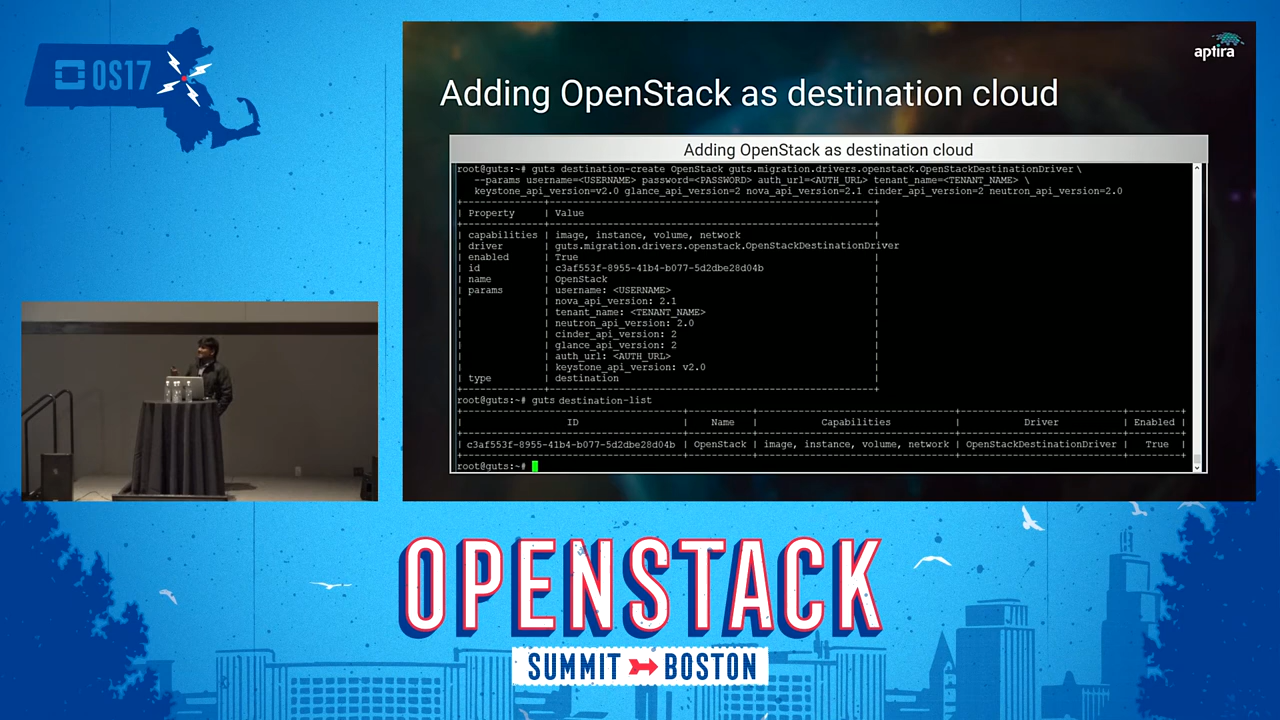 OS17
aptira
Adding OpenStack as destination cloud
Adding OpenStack as destination cloud
root@guts:~# guts destination-create OpenStack guts.migration.drivers.openstack.OpenStackDestinationDriver \
--params username=<USERNAME> password=<PASSWORD> auth_url=<AUTH_URL> tenant_name=<TENANT_NAME> \
keystone_api_version=v2.0 glance_api_version=2 nova_api_version=2.1 cinder_api_version=2 neutron_api_version=2.0
| Property | Value |
| capabilities | image, instance, volume, network |
| driver | guts.migration.drivers.openstack.OpenStackDestinationDriver
| enabled | True |
| id | c3af553f-8955-41b4-b077-5d2dbe28d04b |
| name | OpenStack |
| params | username: <USERNAME> |
| | nova_api_version: 2.1 |
| | tenant_name: <TENANT_NAME> |
| | neutron_api_version: 2.0 |
| | cinder_api_version: 2 |
| | glance_api_version: 2 |
| | auth_url: <AUTH_URL> |
| | keystone_api_version: v2.0 |
| type | destination |
root@guts:~# guts destination-list
| ID | Name | Capabilities | Driver | Enabled |
| c3af553f-8955-41b4-b077-5d2dbe28d04b | OpenStack | image, instance, volume, network | OpenStackDestinationDriver | True |
root@guts:~#
OPENSTACK
SUMMIT BOSTON